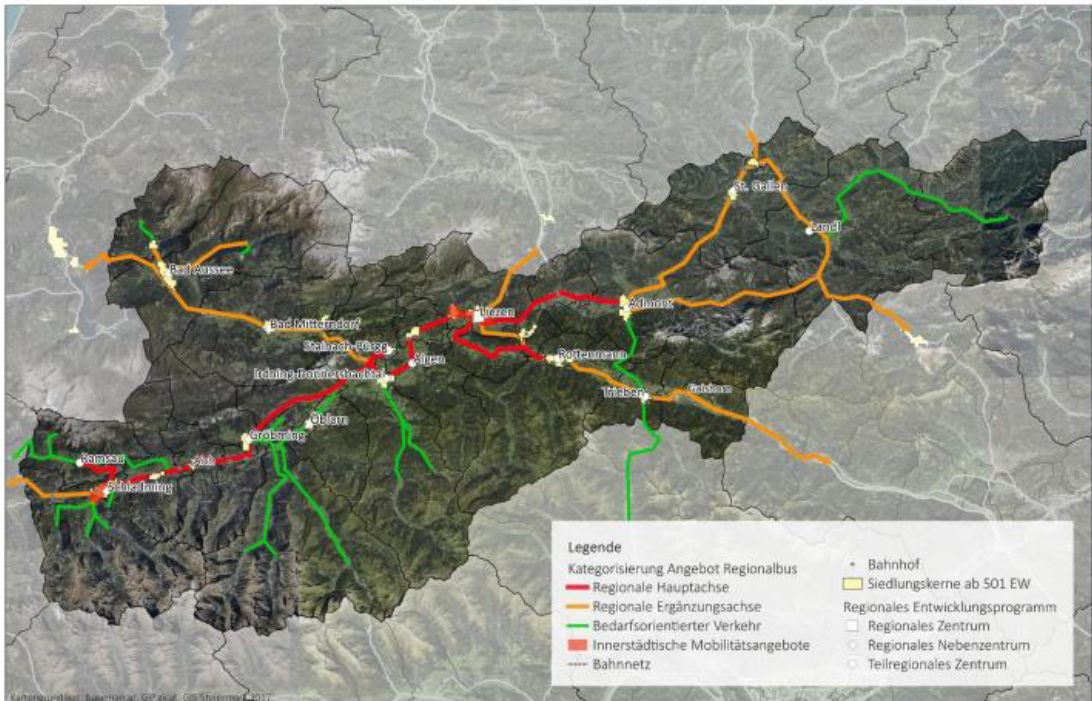 St. Gallen
Landl
Bad Aussee
Admont
Liezen
Bad Mitterndorf
Stainach-Pürgg
Aigen
Rottenmann
Irdning-Donnersbachtal
Trieben
Gaishorn
Öblarn
Gröbming
Ramsau
Aich
Schladming
Legende
Kategorisierung Angebot Regionalbus
Regionale Hauptachse
Regionale Ergänzungsachse
Bedarfsorientierter Verkehr
Innerstädtische Mobilitätsangebote
Bahnnetz
Bahnhof
Siedlungskerne ab 501 EW
Regionales Entwicklungsprogramm
Regionales Zentrum
Regionales Nebenzentrum
Teilregionales Zentrum